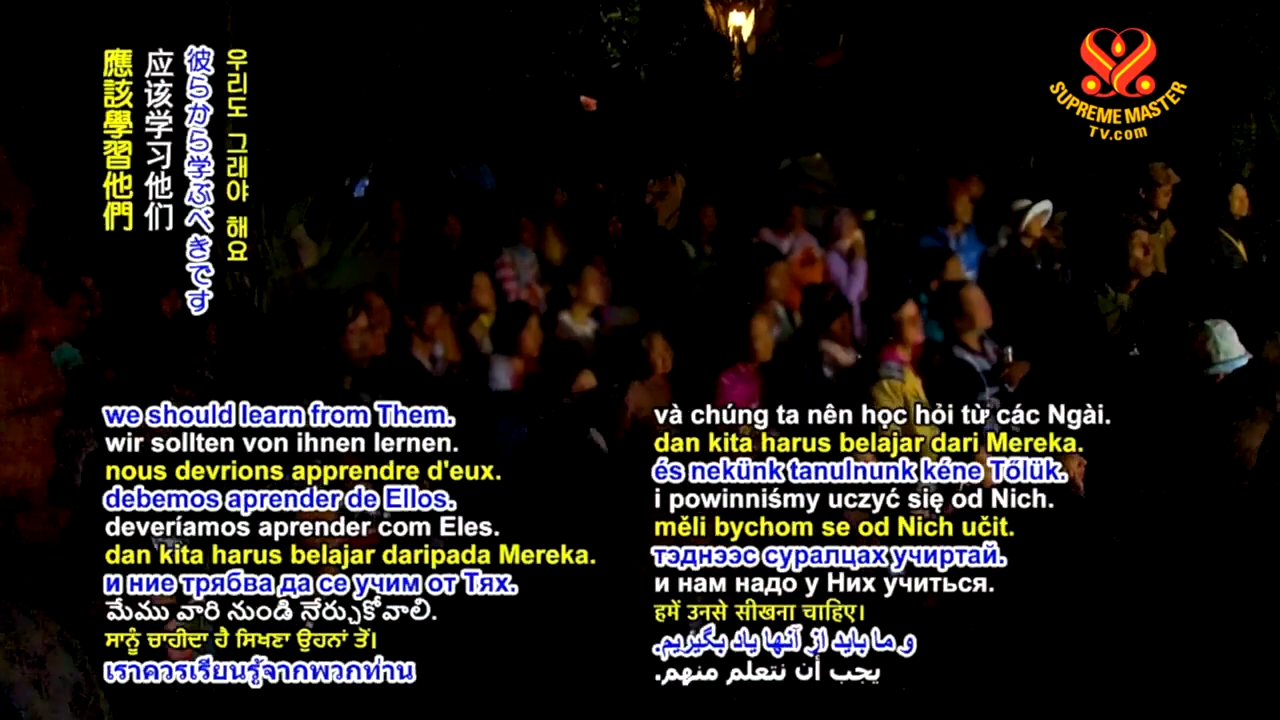 應該學習他們
应该学习他们
彼らから学ぶべきです
우리도 그래야 해요
SUPREME MASTER
TV.com
we should learn from Them.
wir sollten von ihnen lernen.
nous devrions apprendre d'eux.
debemos aprender de Ellos.
deveríamos aprender com Eles.
dan kita harus belajar daripada Mereka.
и ние трябва да се учим от Тях.
మేము వారి నుండి నేర్చుకోవాలి.
ਸਾਨੂੰ ਚਾਹੀਦਾ ਹੈ ਸਿਖਣਾ ਉਹਨਾਂ ਤੋਂ।
เราควรเรียนรู้จากพวกท่าน
và chúng ta nên học hỏi từ các Ngài.
dan kita harus belajar dari Mereka.
és nekünk tanulnunk kéne Tőlük.
i powinniśmy uczyć się od Nich.
měli bychom se od Nich učit.
тэднээс суралцах учиртай.
и нам надо у Них учиться.
हमें उनसे सीखना चाहिए।
و ما باید از آنها یاد بگیریم.
يجب أن نتعلم منهم.